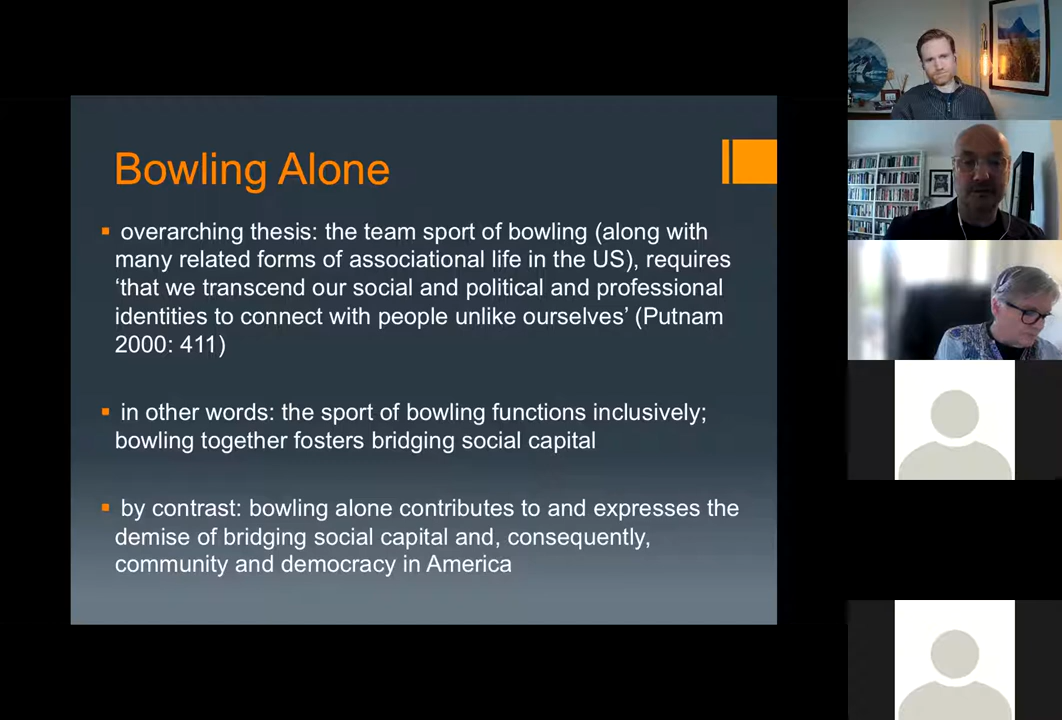 Bowling Alone
overarching thesis: the team sport of bowling (along with
many related forms of associational life in the US), requires
‘that we transcend our social and political and professional
identities to connect with people unlike ourselves’ (Putnam
2000: 411)
in other words: the sport of bowling functions inclusively;
bowling together fosters bridging social capital
by contrast: bowling alone contributes to and expresses the
demise of bridging social capital and, consequently,
community and democracy in America